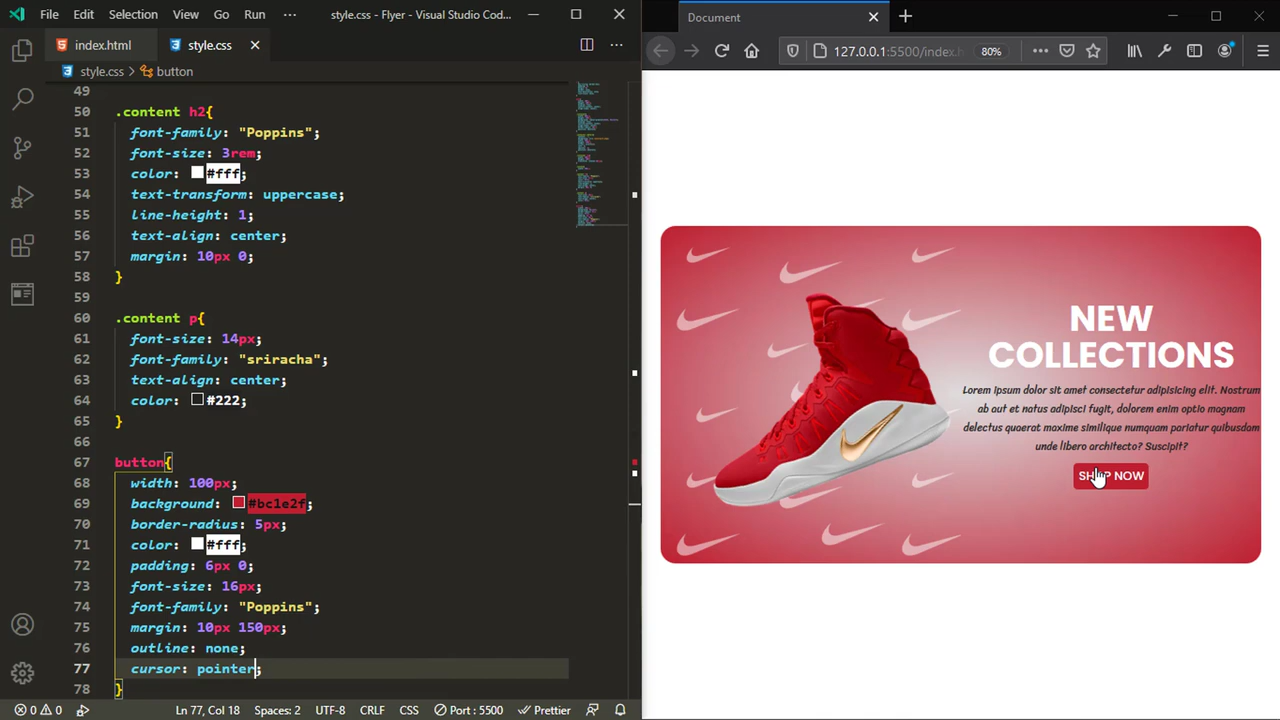 File Edit Selection View Go Run ··· style.css - Flyer - Visual Studio Cod...
index.html style.css
style.css > button
49
50 .content h2{
51 font-family: "Poppins";
52 font-size: 3rem;
53 color: #fff;
54 text-transform: uppercase;
55 line-height: 1;
56 text-align: center;
57 margin: 10px 0;
58 }
59
60 .content p{
61 font-size: 14px;
62 font-family: "sriracha";
63 text-align: center;
64 color: #222;
65 }
66
67 button{
68 width: 100px;
69 background: #bc1e2f;
70 border-radius: 5px;
71 color: #fff;
72 padding: 6px 0;
73 font-size: 16px;
74 font-family: "Poppins";
75 margin: 10px 150px;
76 outline: none;
77 cursor: pointer;
78 }
0 0 Ln 77, Col 18 Spaces: 2 UTF-8 CRLF CSS Port : 5500 Prettier
Document
127.0.0.1:5500/index.h 80%
NEW
COLLECTIONS
Lorem ipsum dolor sit amet consectetur adipisicing elit. Nostrum
ab aut et natus adipisci fugit, dolorem enim optio magnam
delectus quaerat maxime similique numquam pariatur quibusdam
unde libero architecto? Suscipit?
SHOP NOW